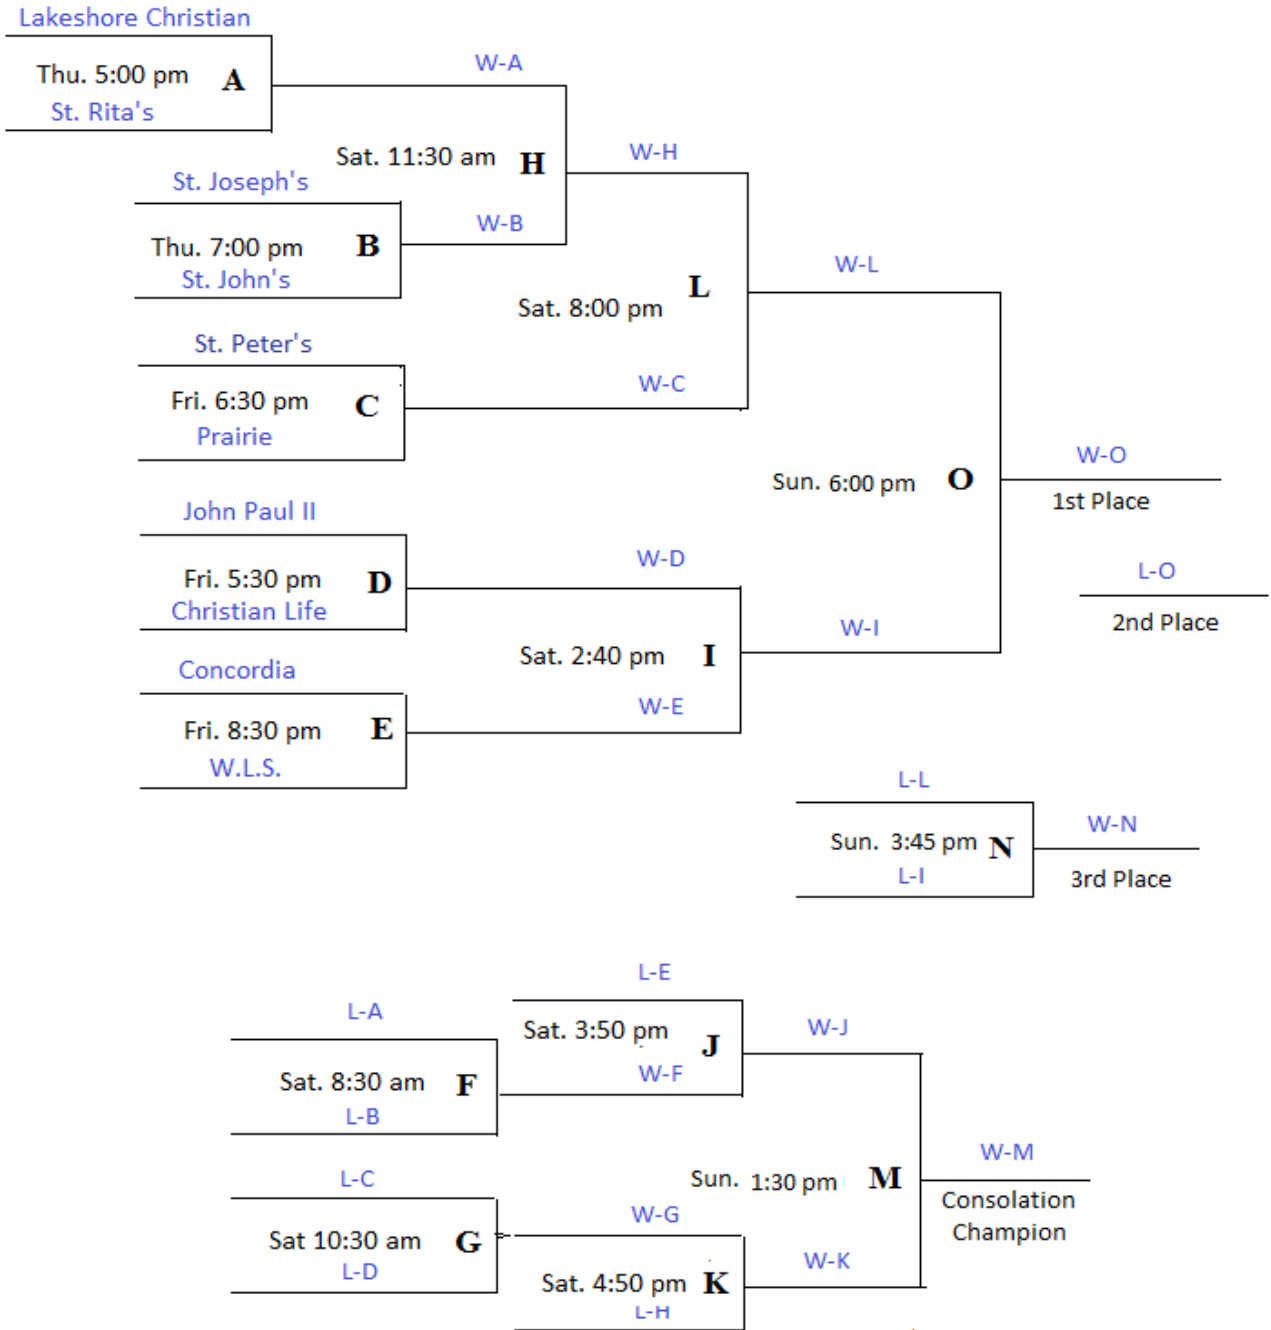 Lakeshore Christian
Thu. 5:00 pm A
St. Rita's
W-A
Sat. 11:30 am H
W-H
St. Joseph's
Thu. 7:00 pm B
St. John's
W-B
L
Sat. 8:00 pm
W-L
St. Peter's
Fri. 6:30 pm C
Prairie
W-C
Sun. 6:00 pm O
W-O
1st Place
L-O
2nd Place
John Paul II
Fri. 5:30 pm D
Christian Life
W-D
Sat. 2:40 pm I
W-I
Concordia
Fri. 8:30 pm E
W.L.S.
W-E
L-L
Sun. 3:45 pm N
L-I
W-N
3rd Place
L-E
Sat. 3:50 pm J
W-F
W-J
L-A
Sat. 8:30 am F
L-B
Sun. 1:30 pm M
W-M
Consolation
Champion
L-C
Sat 10:30 am G
L-D
W-G
Sat. 4:50 pm K
L-H
W-K